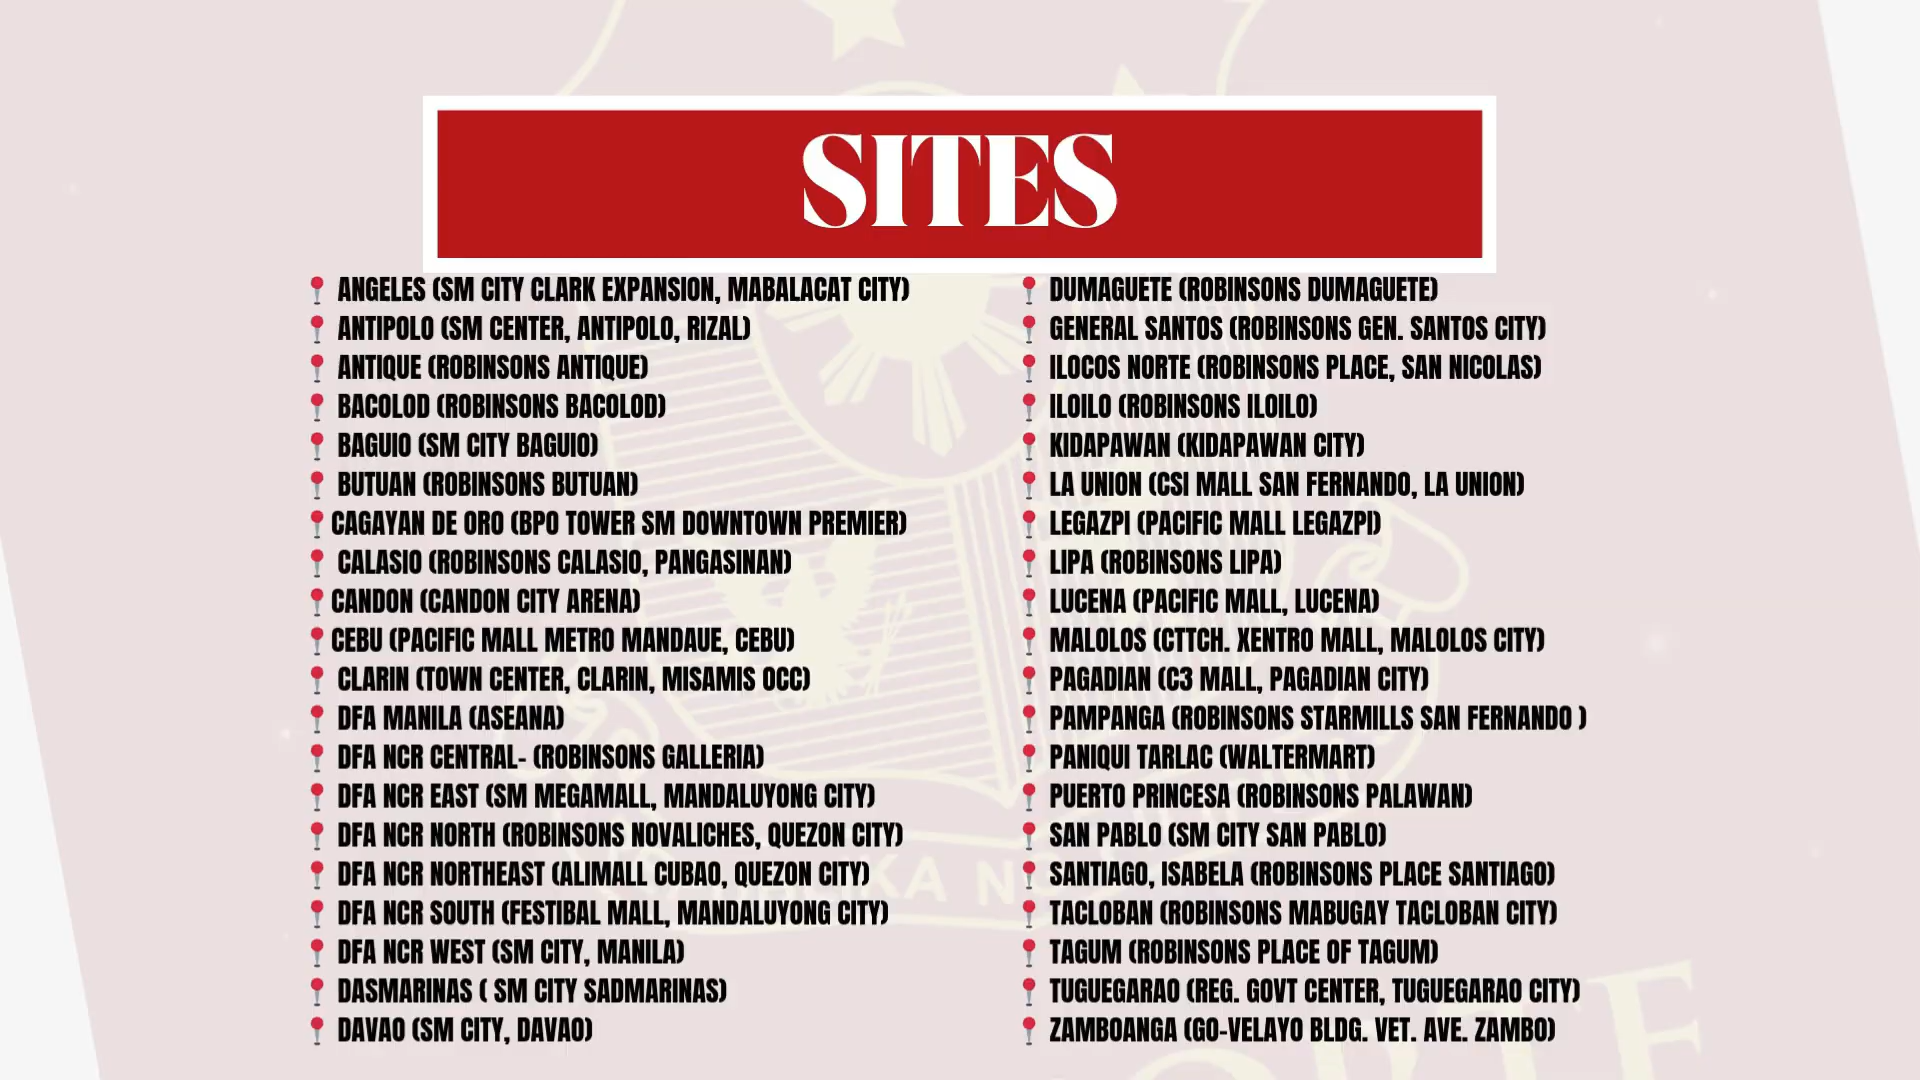 SITES
ANGELES (SM CITY CLARK EXPANSION, MABALACAT CITY)
ANTIPOLO (SM CENTER, ANTIPOLO, RIZAL)
ANTIQUE (ROBINSONS ANTIQUE)
BACOLOD (ROBINSONS BACOLOD)
BAGUIO (SM CITY BAGUIO)
BUTUAN (ROBINSONS BUTUAN)
CAGAYAN DE ORO (BPO TOWER SM DOWNTOWN PREMIER)
CALASIO (ROBINSONS CALASIO, PANGASINAN)
CANDON (CANDON CITY ARENA)
CEBU (PACIFIC MALL METRO MANDAUE, CEBU)
CLARIN (TOWN CENTER, CLARIN, MISAMIS OCC)
DFA MANILA (ASEANA)
DFA NCR CENTRAL- (ROBINSONS GALLERIA)
DFA NCR EAST (SM MEGAMALL, MANDALUYONG CITY)
DFA NCR NORTH (ROBINSONS NOVALICHES, QUEZON CITY)
DFA NCR NORTHEAST (ALIMALL CUBAO, QUEZON CITY)
DFA NCR SOUTH (FESTIBAL MALL, MANDALUYONG CITY)
DFA NCR WEST (SM CITY, MANILA)
DASMARINAS ( SM CITY SADMARINAS)
DAVAO (SM CITY, DAVAO)
DUMAGUETE (ROBINSONS DUMAGUETE)
GENERAL SANTOS (ROBINSONS GEN. SANTOS CITY)
ILOCOS NORTE (ROBINSONS PLACE, SAN NICOLAS)
ILOILO (ROBINSONS ILOILO)
KIDAPAWAN (KIDAPAWAN CITY)
LA UNION (CSI MALL SAN FERNANDO, LA UNION)
LEGAZPI (PACIFIC MALL LEGAZPI)
LIPA (ROBINSONS LIPA)
LUCENA (PACIFIC MALL, LUCENA)
MALOLOS (CTTCH. XENTRO MALL, MALOLOS CITY)
PAGADIAN (C3 MALL, PAGADIAN CITY)
PAMPANGA (ROBINSONS STARMILLS SAN FERNANDO )
PANIQUI TARLAC (WALTERMART)
PUERTO PRINCESA (ROBINSONS PALAWAN)
SAN PABLO (SM CITY SAN PABLO)
SANTIAGO, ISABELA (ROBINSONS PLACE SANTIAGO)
TACLOBAN (ROBINSONS MABUGAY TACLOBAN CITY)
TAGUM (ROBINSONS PLACE OF TAGUM)
TUGUEGARAO (REG. GOVT CENTER, TUGUEGARAO CITY)
ZAMBOANGA (GO-VELAYO BLDG. VET. AVE. ZAMBO)